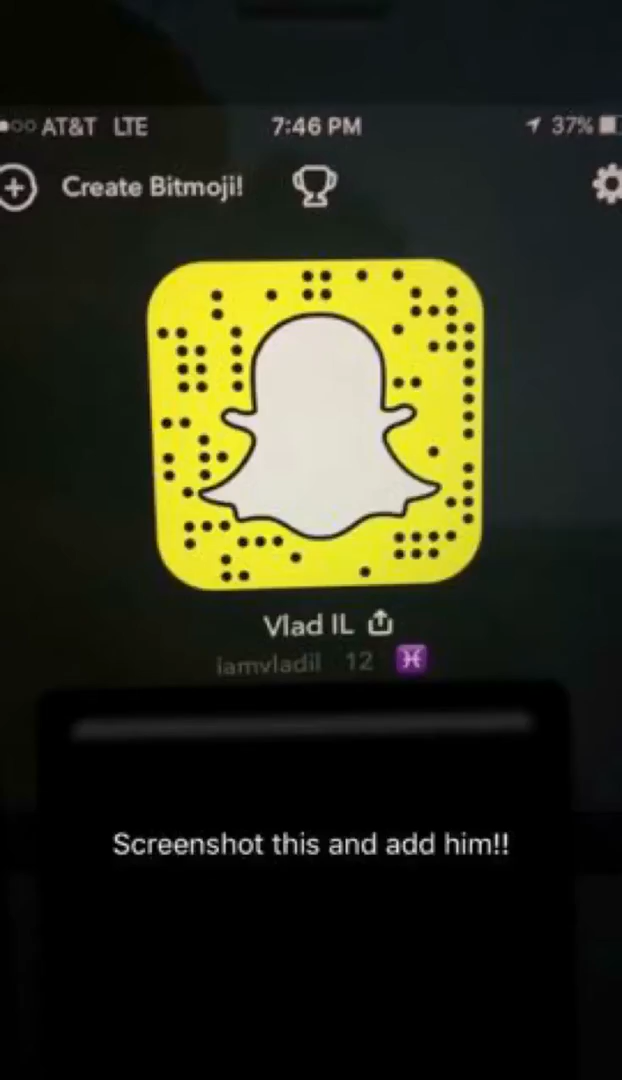 AT&T LTE 7:46 PM 37%
Create Bitmoji!
Vlad IL
iamvladil 12 ♓
Screenshot this and add him!!